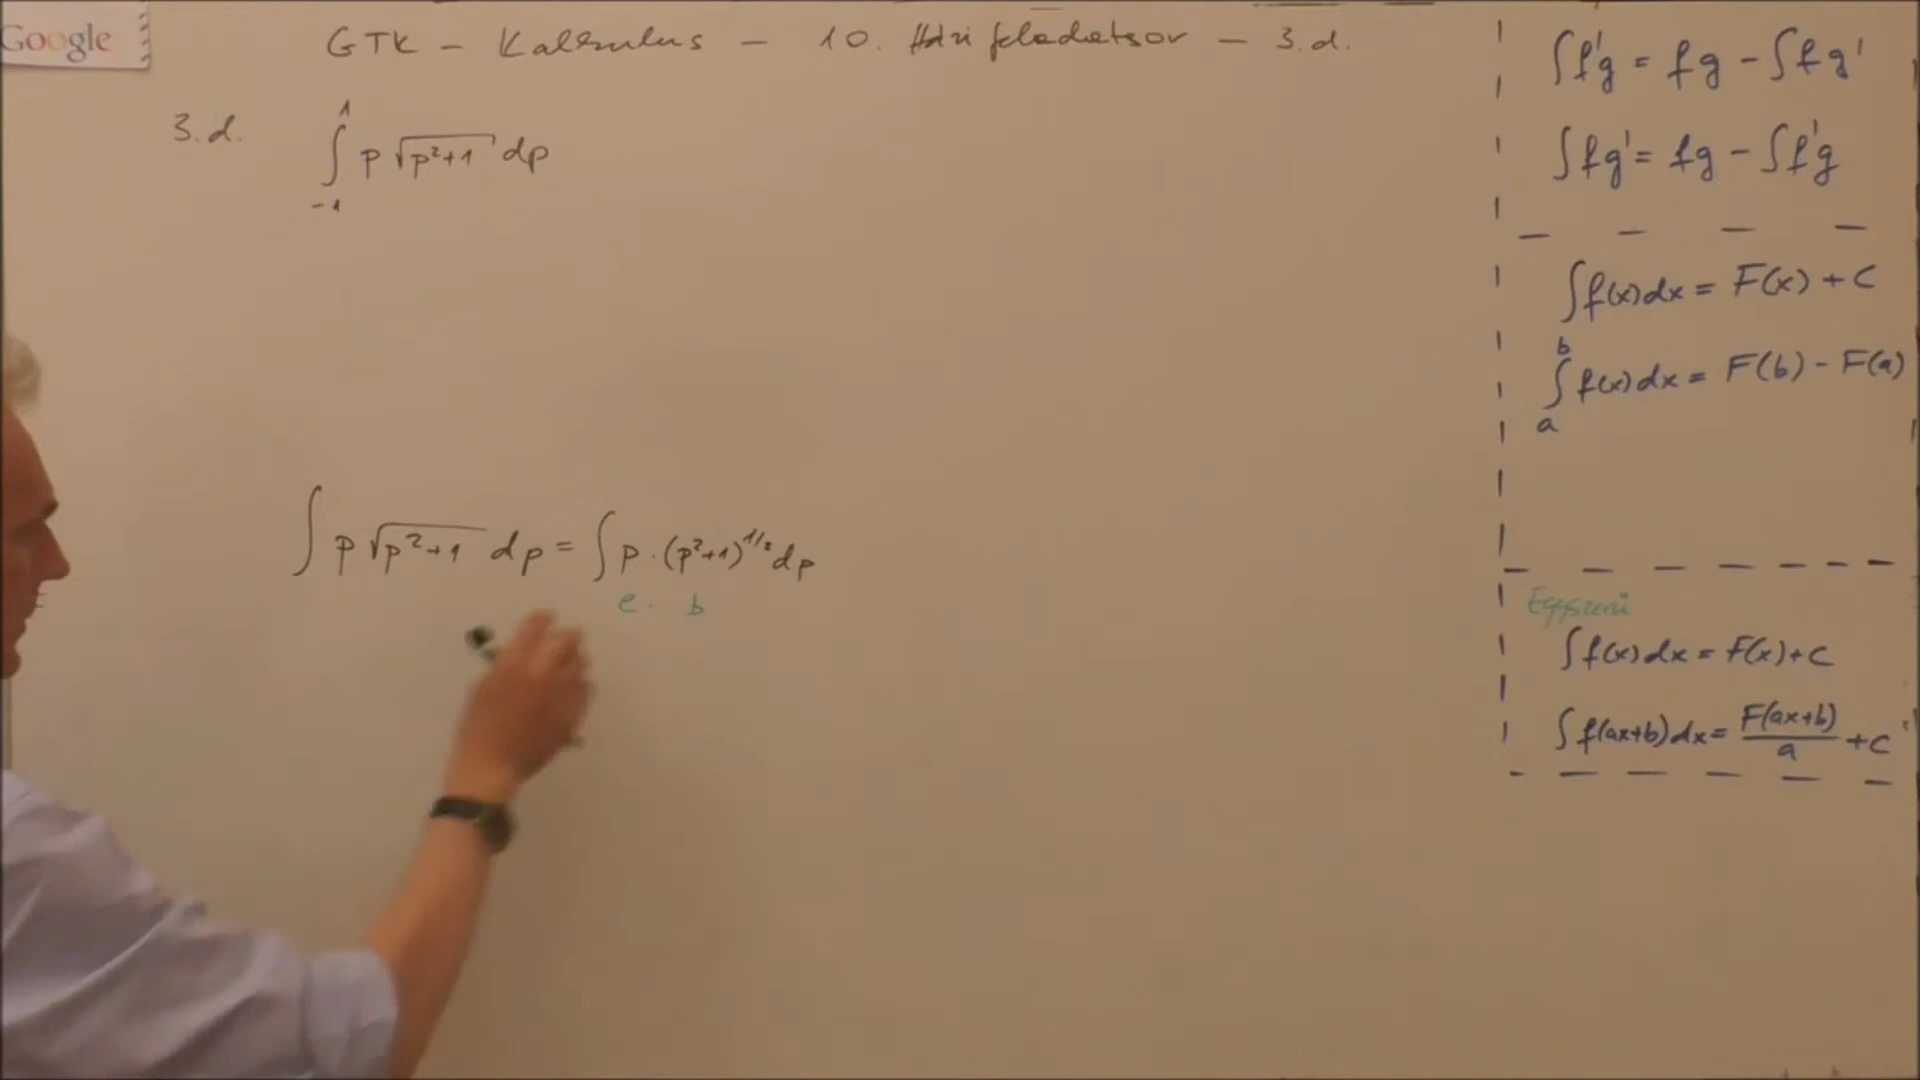 Google
GTK – Kalkulus – 10. Házi feladatsor – 3.d.
3.d. ∫₋₁¹ p √(p²+1) dp
∫ p √(p²+1) dp = ∫ p · (p²+1)^1/2 dp
e. b
∫f'g = fg - ∫fg'
∫fg' = fg - ∫f'g
∫f(x)dx = F(x) + C
∫ₐᵇ f(x)dx = F(b) - F(a)
Egyszerű
∫f(x)dx = F(x)+C
∫f(ax+b)dx = F(ax+b)/a + C